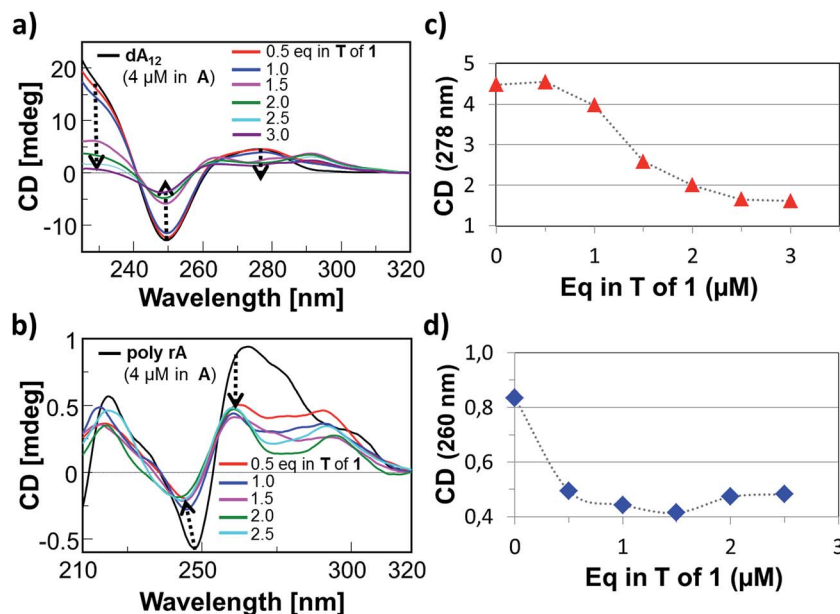 a)
dA12
(4 µM in A)
0.5 eq in T of 1
1.0
1.5
2.0
2.5
3.0
20
10
0
-10
CD [mdeg]
240 260 280 300 320
Wavelength [nm]
b)
poly rA
(4 µM in A)
0.5 eq in T of 1
1.0
1.5
2.0
2.5
1
0.5
0
-0.5
CD [mdeg]
210 250 300 320
Wavelength [nm]
c)
5
4
3
2
1
CD (278 nm)
0 1 2 3
Eq in T of 1 (µM)
d)
1,0
0,8
0,6
0,4
CD (260 nm)
0 1 2 3
Eq in T of 1 (µM)